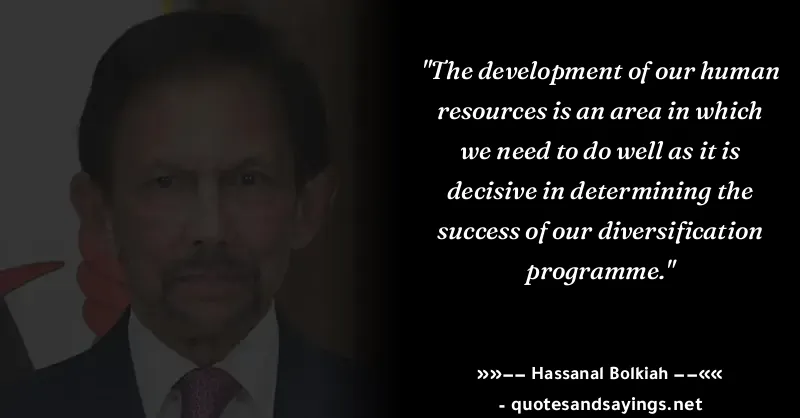 "The development of our human
resources is an area in which
we need to do well as it is
decisive in determining the
success of our diversification
programme."
»»–– Hassanal Bolkiah ––««
- quotesandsayings.net